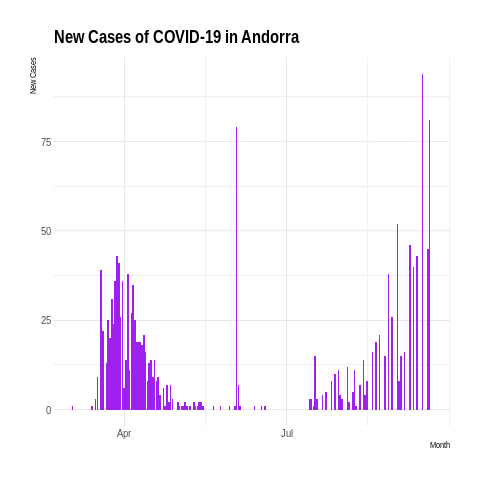 New Cases of COVID-19 in Andorra
New Cases
75
50
25
0
Apr
Jul
Month